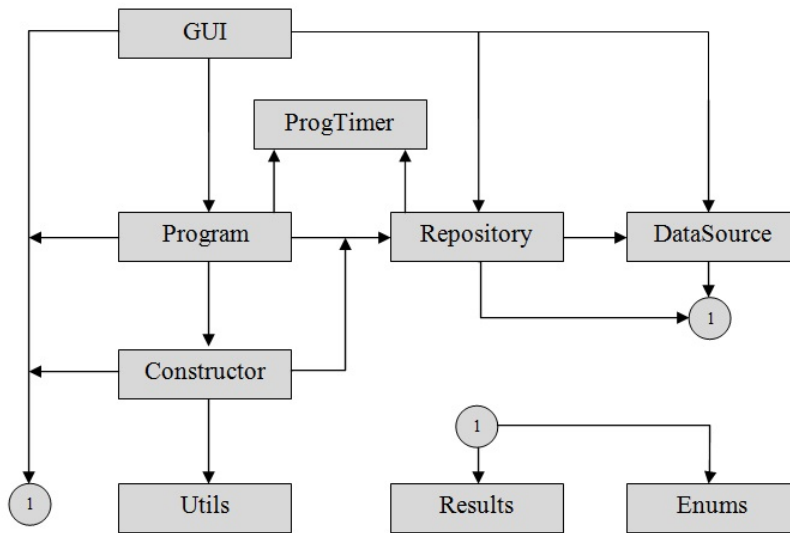 GUI
ProgTimer
Program
Repository
DataSource
1
Constructor
1
1
Utils
Results
Enums